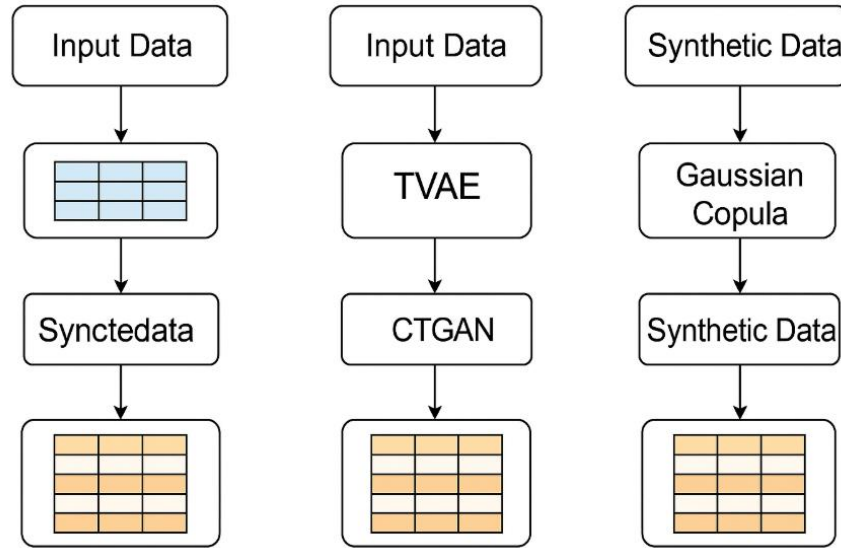 Input Data
Synctedata
Input Data
TVAE
CTGAN
Synthetic Data
Gaussian
Copula
Synthetic Data